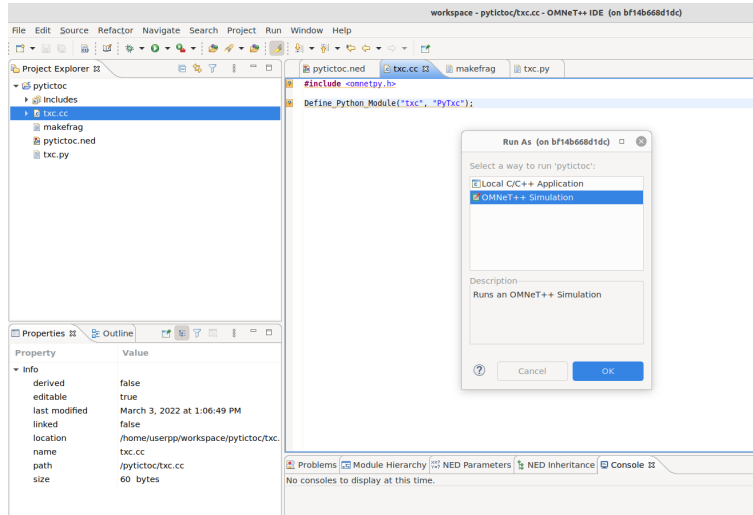 workspace - pytictoc/txc.cc - OMNeT++ IDE (on bf14b668d1dc)
File Edit Source Refactor Navigate Search Project Run Window Help
Project Explorer
pytictoc
Includes
txc.cc
makefrag
pytictoc.ned
txc.py
pytictoc.ned txc.cc makefrag txc.py
#include <omnetpy.h>
Define_Python_Module("txc", "PyTxc");
Run As (on bf14b668d1dc)
Select a way to run 'pytictoc':
Local C/C++ Application
OMNeT++ Simulation
Description
Runs an OMNeT++ Simulation
Cancel OK
Properties Outline
Property Value
Info
derived false
editable true
last modified March 3, 2022 at 1:06:49 PM
linked false
location /home/userpp/workspace/pytictoc/txc.
name txc.cc
path /pytictoc/txc.cc
size 60 bytes
Problems Module Hierarchy NED Parameters NED Inheritance Console
No consoles to display at this time.